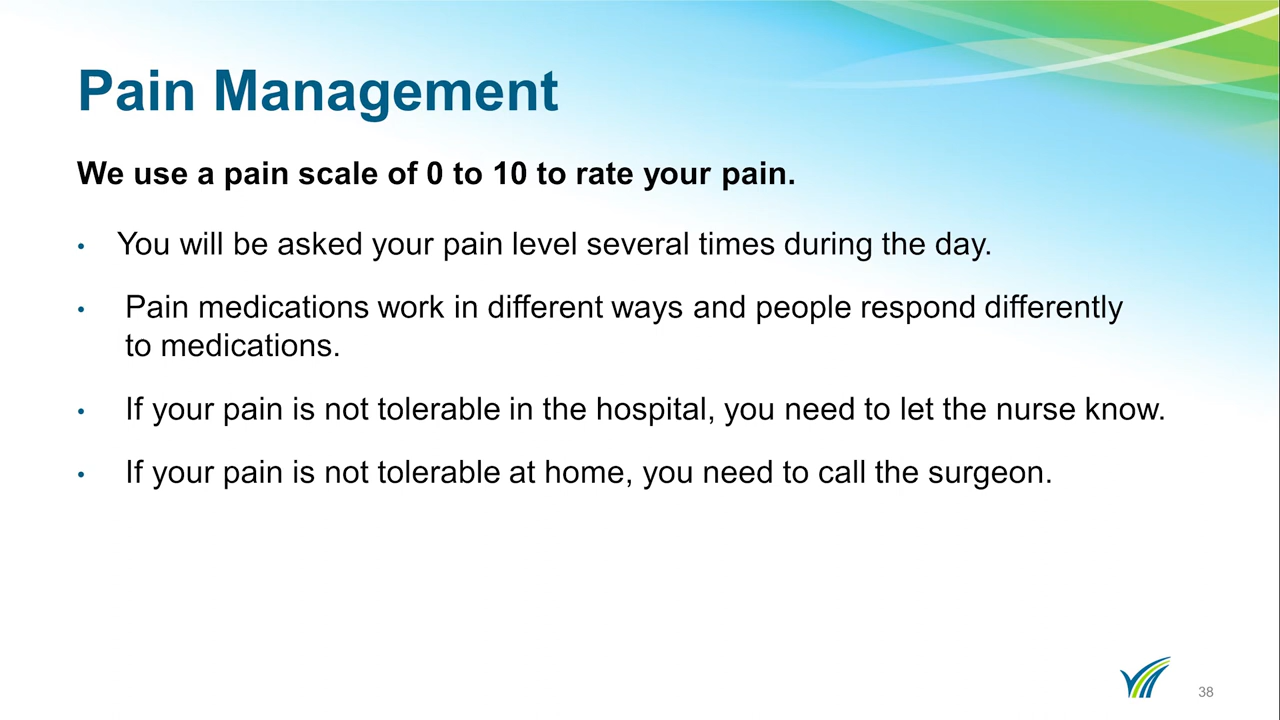 Pain Management
We use a pain scale of 0 to 10 to rate your pain.
• You will be asked your pain level several times during the day.
• Pain medications work in different ways and people respond differently
to medications.
• If your pain is not tolerable in the hospital, you need to let the nurse know.
• If your pain is not tolerable at home, you need to call the surgeon.
38